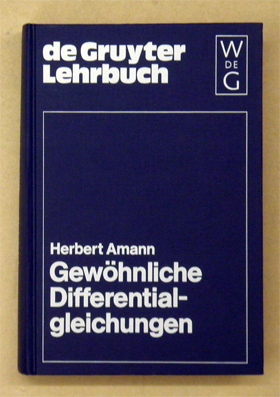 de Gruyter
Lehrbuch
W
DE
G
Herbert Amann
Gewöhnliche
Differential-
gleichungen